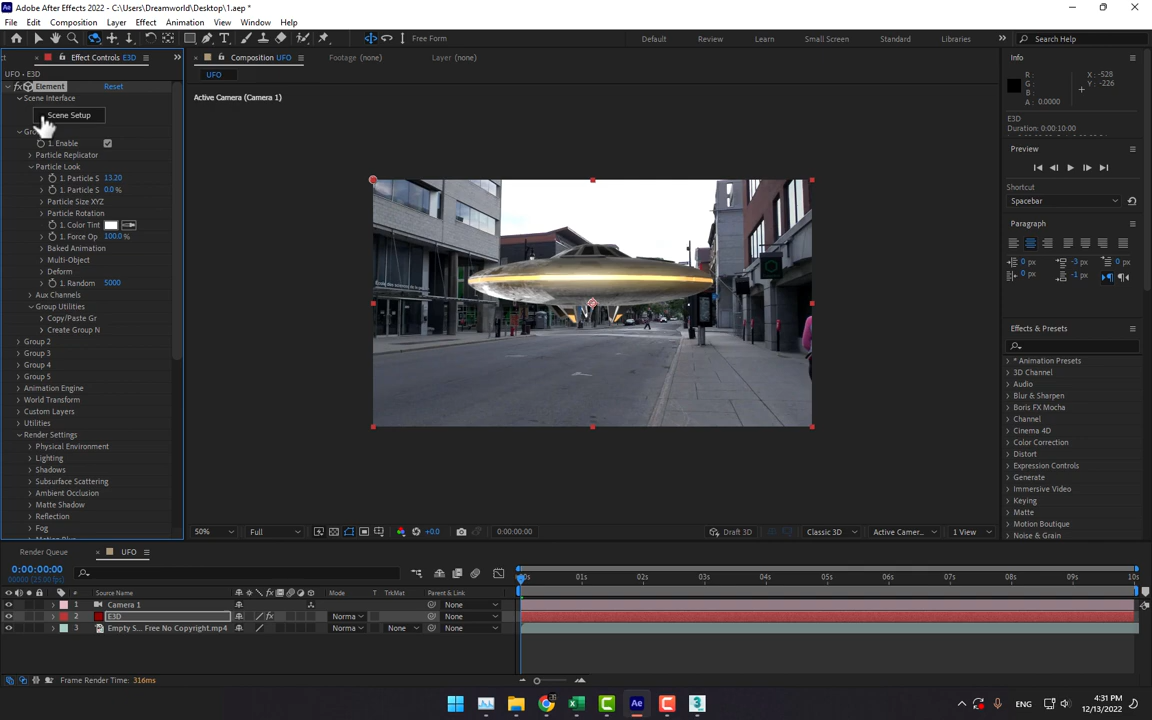 Adobe After Effects 2022 - C:\Users\Dreamworld\Desktop\1.aep *
File Edit Composition Layer Effect Animation View Window Help
Free Form
Default Review Learn Small Screen Standard Libraries
Search Help
Effect Controls E3D
UFO • E3D
Element Reset
Scene Interface
Scene Setup
1. Enable
Particle Replicator
Particle Look
1. Particle S 13.20
1. Particle S 0.0 %
Particle Size XYZ
Particle Rotation
1. Color Tint
1. Force Op 100.0 %
Baked Animation
Multi-Object
Deform
1. Random 5000
Aux Channels
Group Utilities
Copy/Paste Gr
Create Group N
Group 2
Group 3
Group 4
Group 5
Animation Engine
World Transform
Custom Layers
Utilities
Render Settings
Physical Environment
Lighting
Shadows
Subsurface Scattering
Ambient Occlusion
Matte Shadow
Reflection
Fog
Composition UFO
Footage (none)
Layer (none)
UFO
Active Camera (Camera 1)
50% Full +0.0 0:00:00:00 Draft 3D Classic 3D Active Camer... 1 View
Info
R :
G :
B :
A : 0.0000
X : -528
Y : -226
E3D
Duration: 0:00:10:00
Preview
Shortcut
Spacebar
Paragraph
0 px -3 px 0 px
0 px -1 px
Effects & Presets
* Animation Presets
3D Channel
Audio
Blur & Sharpen
Boris FX Mocha
Channel
Cinema 4D
Color Correction
Distort
Expression Controls
Generate
Immersive Video
Keying
Matte
Motion Boutique
Noise & Grain
Render Queue
UFO
0:00:00:00
00000 (25.00 fps)
# Source Name Mode T TrkMat Parent & Link
1 Camera 1 None
2 E3D Norma None
3 Empty S... Free No Copyright.mp4 Norma None None
01s 02s 03s 04s 05s 06s 07s 08s 09s 10s
Frame Render Time: 316ms
ENG
4:31 PM
12/13/2022